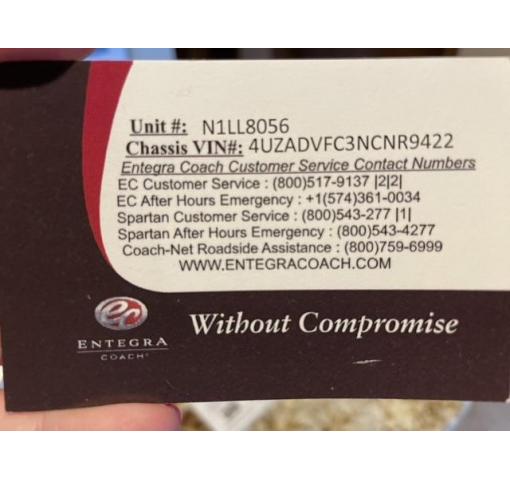 Unit #: N1LL8056
Chassis VIN#: 4UZADVFC3NCNR9422
Entegra Coach Customer Service Contact Numbers
EC Customer Service : (800)517-9137 |2|2|
EC After Hours Emergency : +1(574)361-0034
Spartan Customer Service : (800)543-277 |1|
Spartan After Hours Emergency : (800)543-4277
Coach-Net Roadside Assistance : (800)759-6999
WWW.ENTEGRACOACH.COM
ec
ENTEGRA
COACH
Without Compromise